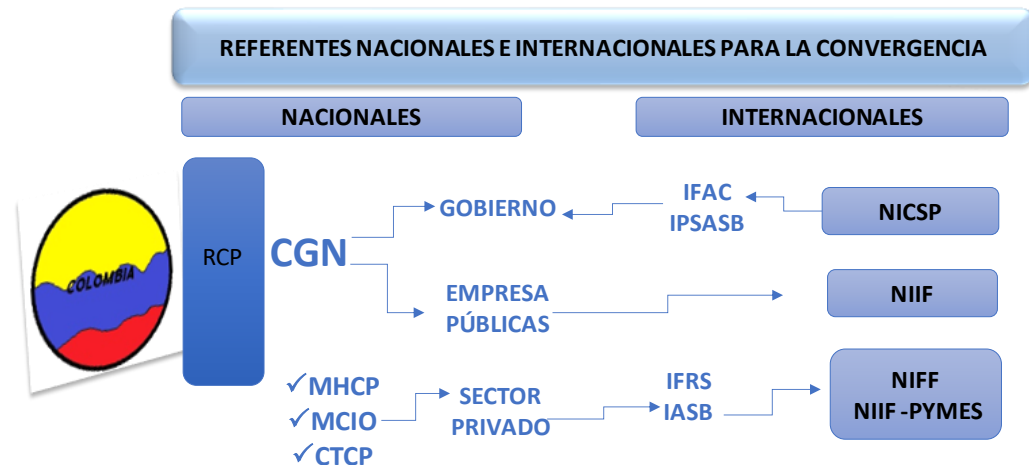 REFERENTES NACIONALES E INTERNACIONALES PARA LA CONVERGENCIA
NACIONALES
INTERNACIONALES
COLOMBIA
RCP
CGN
GOBIERNO
IFAC
IPSASB
NICSP
EMPRESA
PÚBLICAS
NIIF
✓MHCP
✓MCIO
✓CTCP
SECTOR
PRIVADO
IFRS
IASB
NIFF
NIIF -PYMES